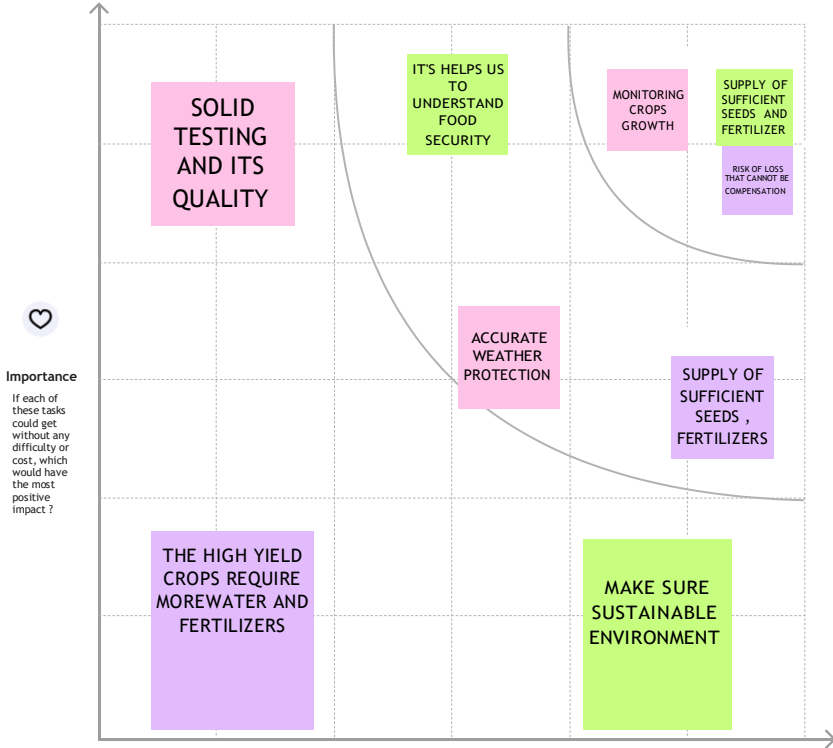 SOLID
TESTING
AND ITS
QUALITY
IT'S HELPS US
TO
UNDERSTAND
FOOD
SECURITY
MONITORING
CROPS
GROWTH
SUPPLY OF
SUFFICIENT
SEEDS AND
FERTILIZER
RISK OF LOSS
THAT CANNOT BE
COMPENSATION
Importance
If each of
these tasks
could get
without any
difficulty or
cost, which
would have
the most
positive
impact ?
ACCURATE
WEATHER
PROTECTION
SUPPLY OF
SUFFICIENT
SEEDS ,
FERTILIZERS
THE HIGH YIELD
CROPS REQUIRE
MOREWATER AND
FERTILIZERS
MAKE SURE
SUSTAINABLE
ENVIRONMENT